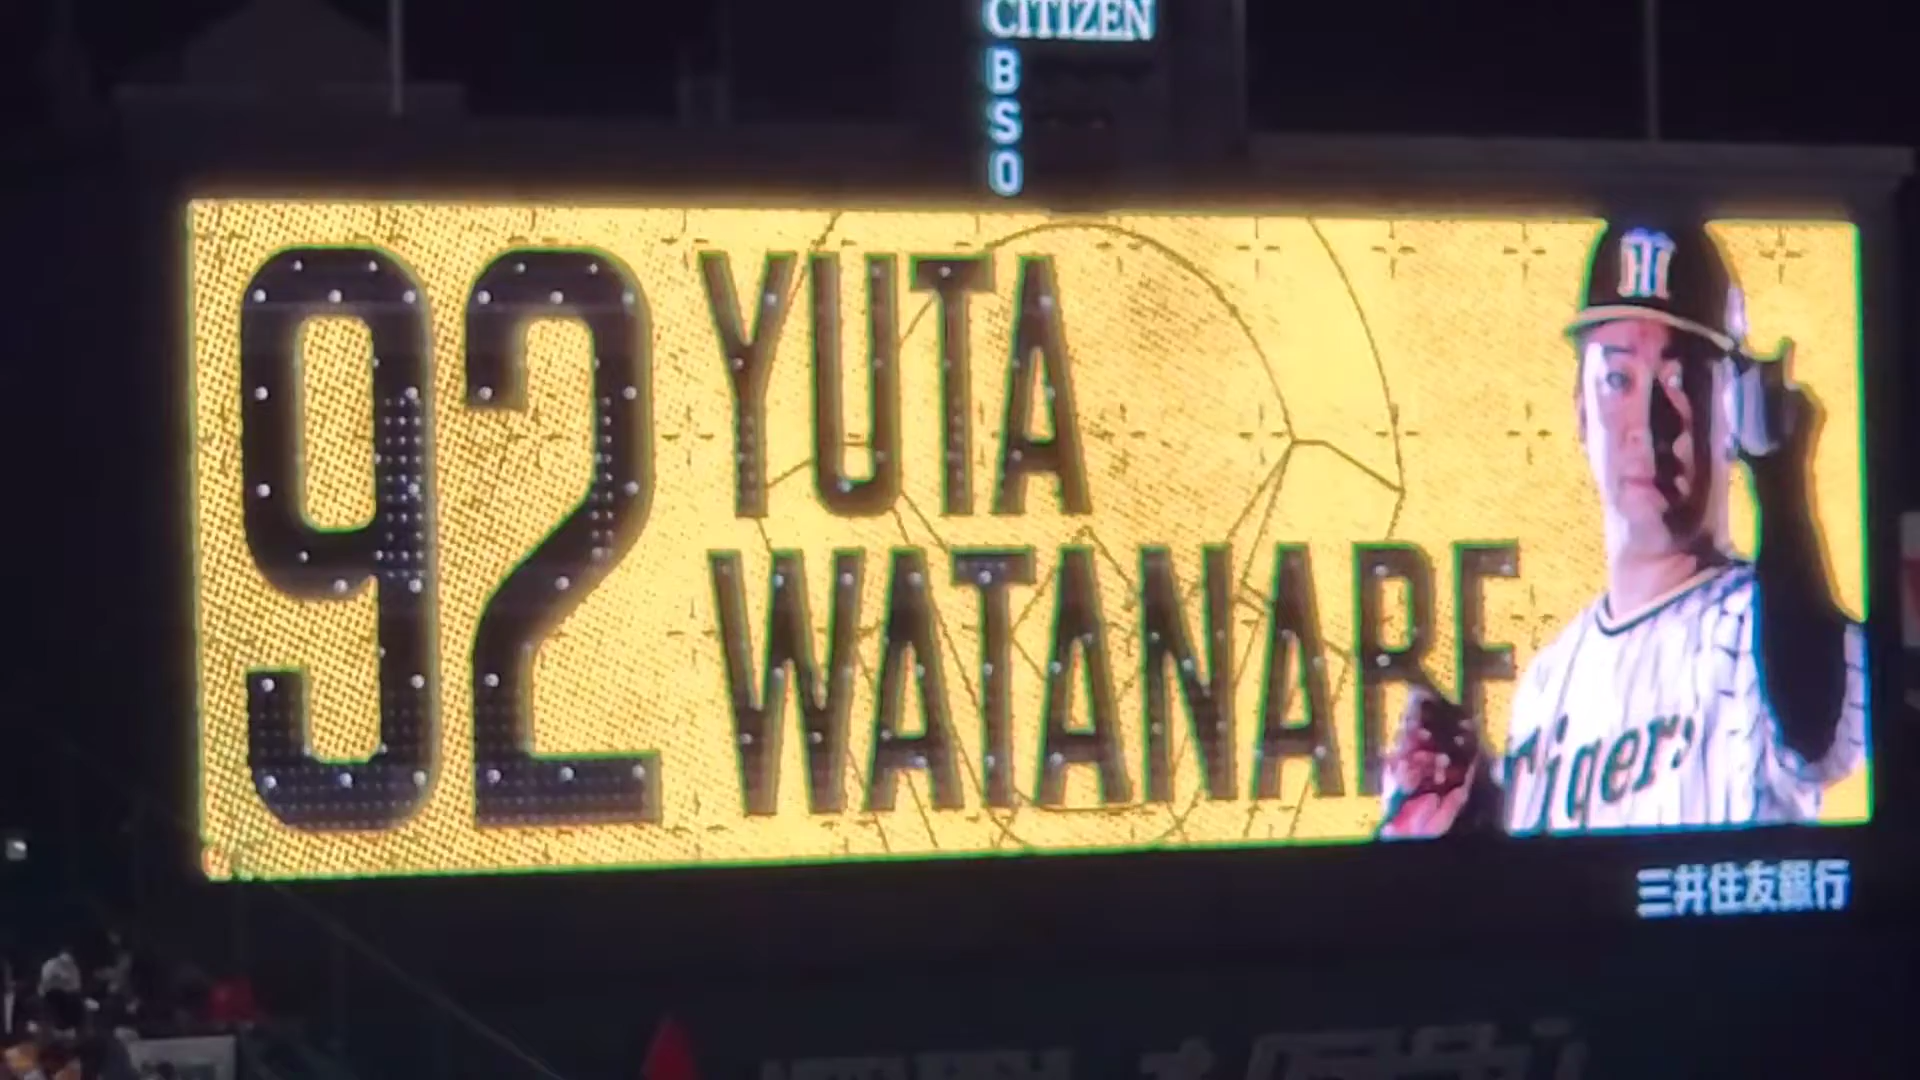 CITIZEN
B
S
O
92
YUTA
WATANABE
Tigers
三井住友銀行